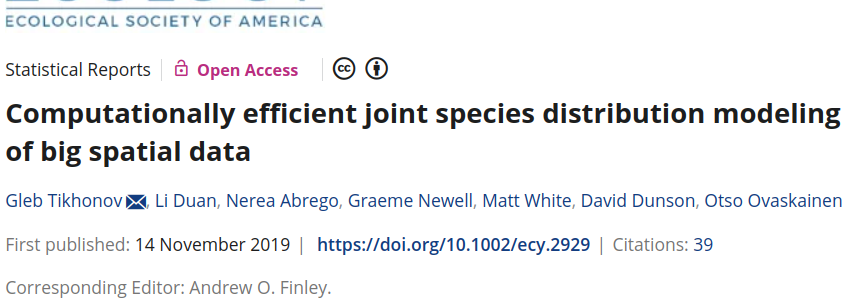 ECOLOGICAL SOCIETY OF AMERICA
Statistical Reports Open Access cc
Computationally efficient joint species distribution modeling
of big spatial data
Gleb Tikhonov, Li Duan, Nerea Abrego, Graeme Newell, Matt White, David Dunson, Otso Ovaskainen
First published: 14 November 2019 | https://doi.org/10.1002/ecy.2929 | Citations: 39
Corresponding Editor: Andrew O. Finley.